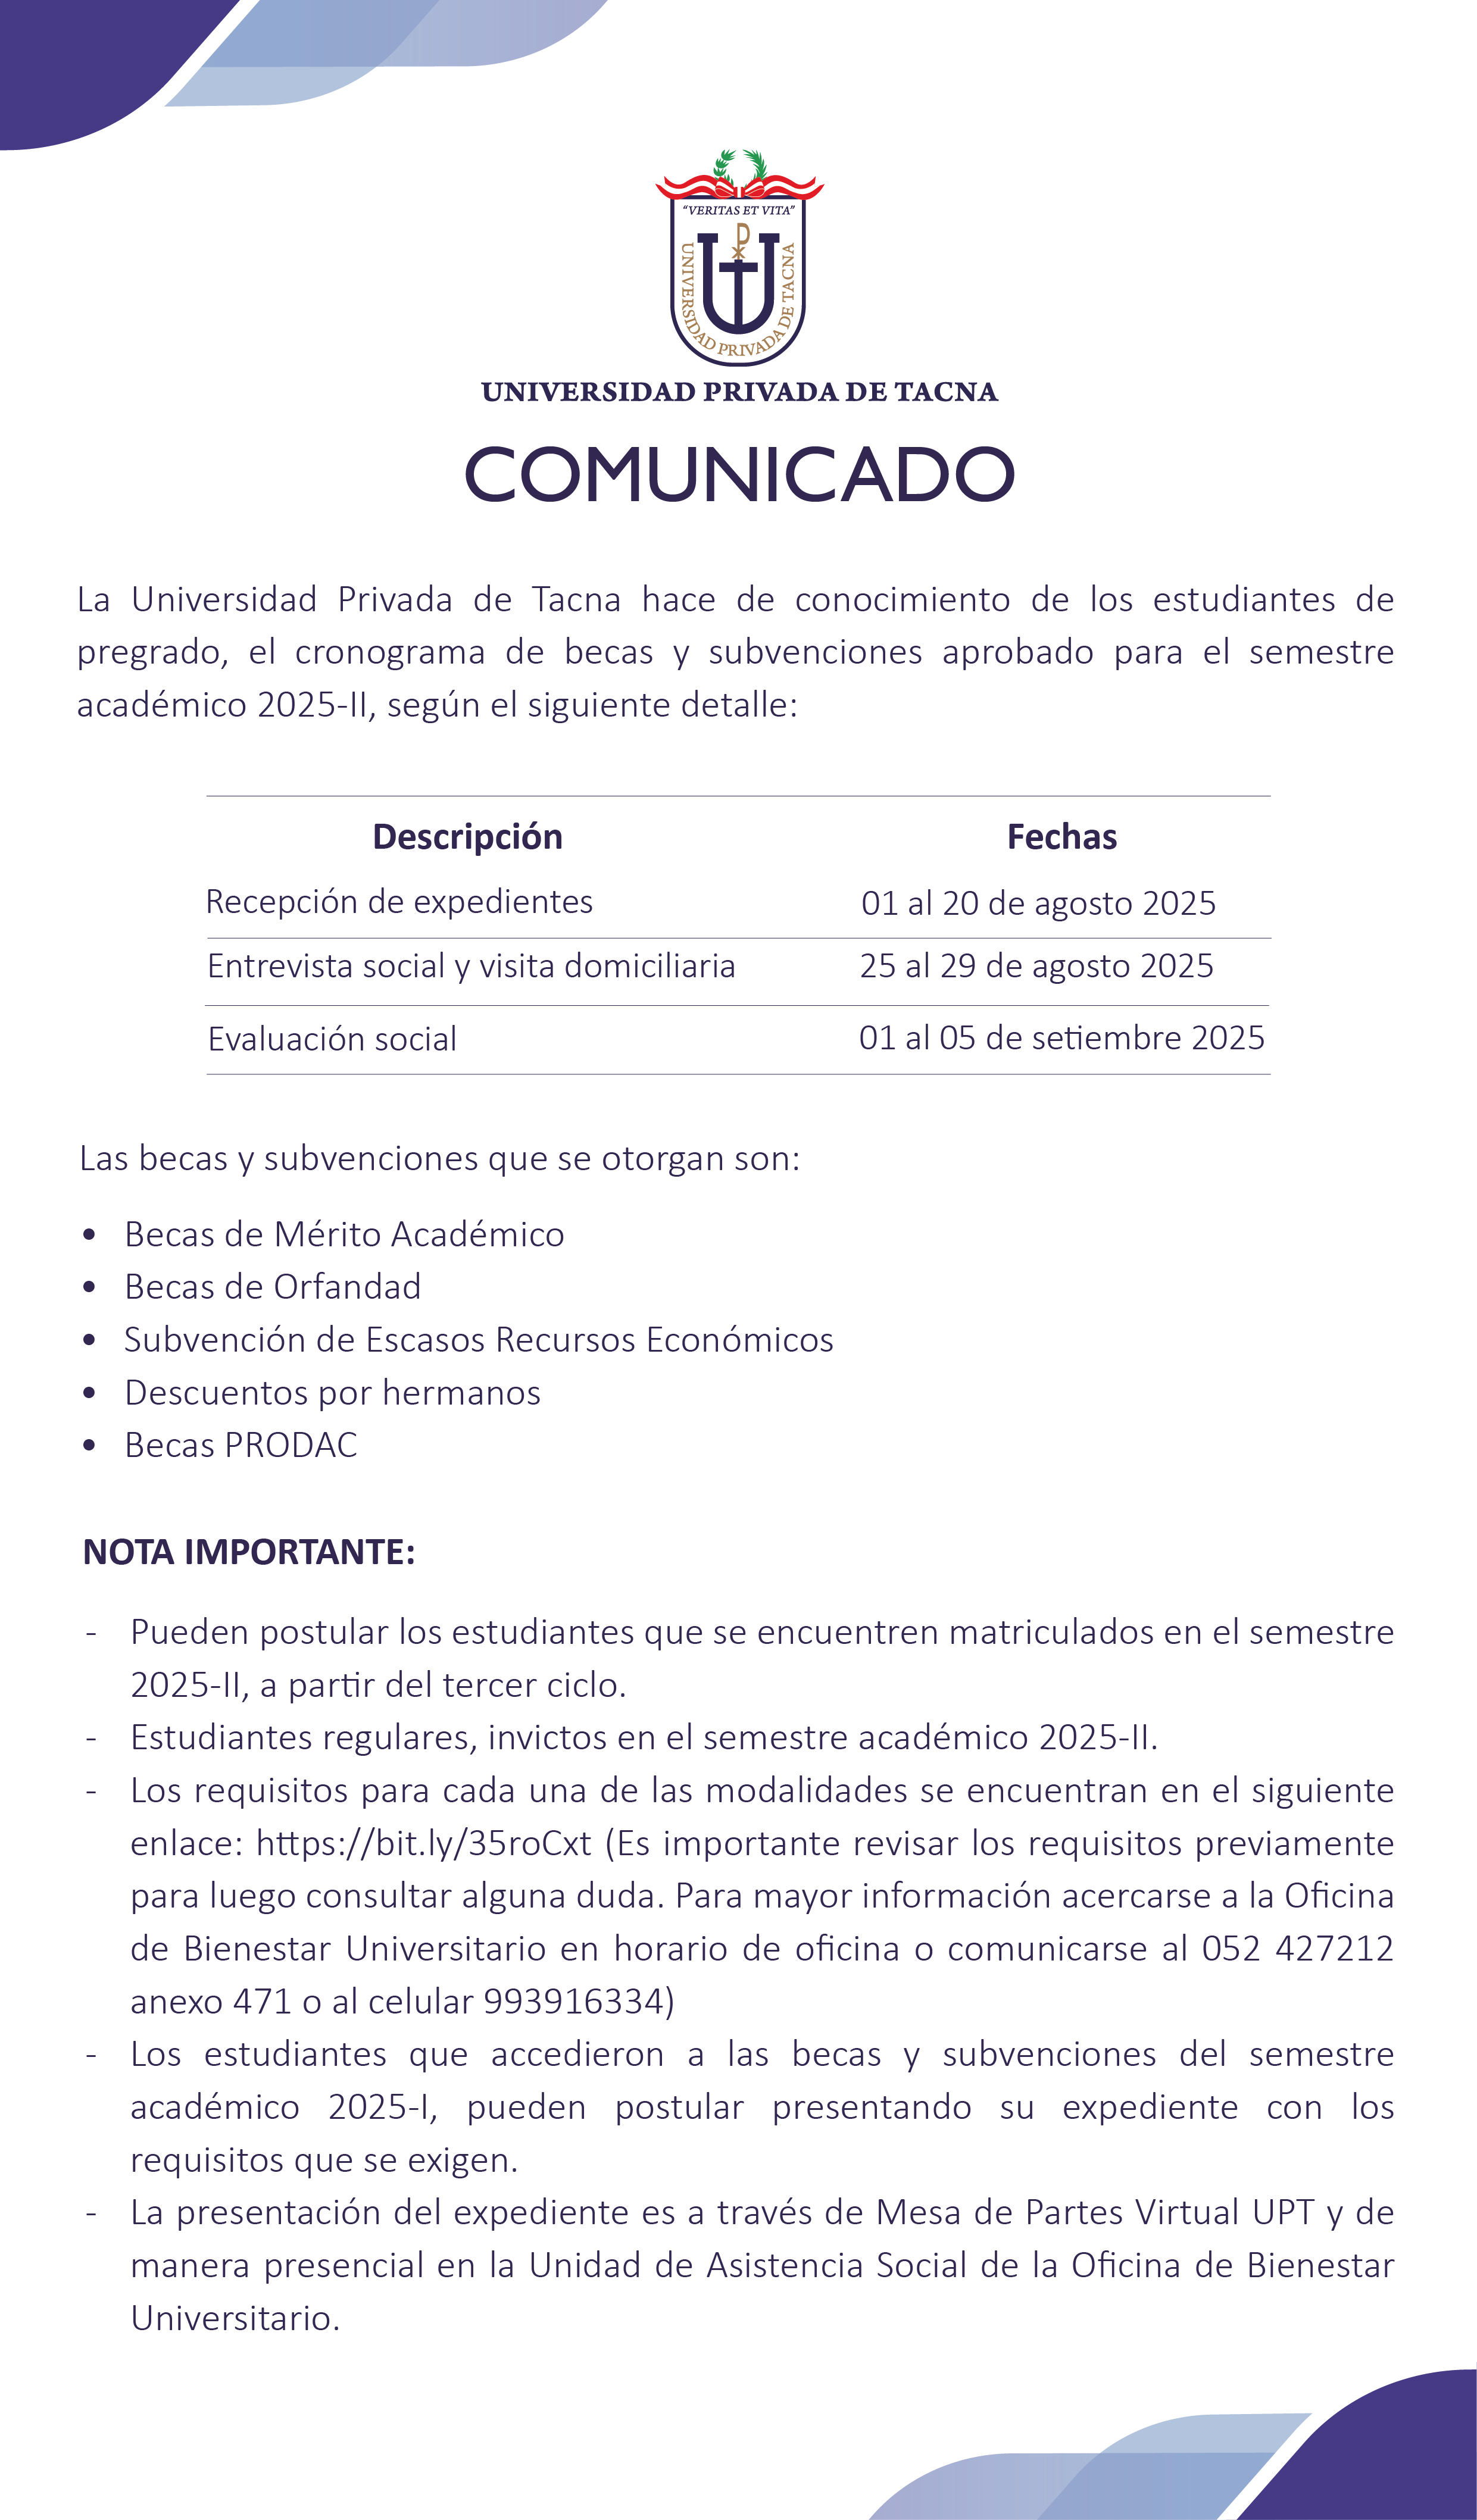 "VERITAS ET VITA"
UNIVERSIDAD PRIVADA DE TACNA
UNIVERSIDAD PRIVADA DE TACNA
COMUNICADO
La Universidad Privada de Tacna hace de conocimiento de los estudiantes de
pregrado, el cronograma de becas y subvenciones aprobado para el semestre
académico 2025-II, según el siguiente detalle:
Descripción Fechas
Recepción de expedientes 01 al 20 de agosto 2025
Entrevista social y visita domiciliaria 25 al 29 de agosto 2025
Evaluación social 01 al 05 de setiembre 2025
Las becas y subvenciones que se otorgan son:
• Becas de Mérito Académico
• Becas de Orfandad
• Subvención de Escasos Recursos Económicos
• Descuentos por hermanos
• Becas PRODAC
NOTA IMPORTANTE:
- Pueden postular los estudiantes que se encuentren matriculados en el semestre
2025-II, a partir del tercer ciclo.
- Estudiantes regulares, invictos en el semestre académico 2025-II.
- Los requisitos para cada una de las modalidades se encuentran en el siguiente
enlace: https://bit.ly/35roCxt (Es importante revisar los requisitos previamente
para luego consultar alguna duda. Para mayor información acercarse a la Oficina
de Bienestar Universitario en horario de oficina o comunicarse al 052 427212
anexo 471 o al celular 993916334)
- Los estudiantes que accedieron a las becas y subvenciones del semestre
académico 2025-I, pueden postular presentando su expediente con los
requisitos que se exigen.
- La presentación del expediente es a través de Mesa de Partes Virtual UPT y de
manera presencial en la Unidad de Asistencia Social de la Oficina de Bienestar
Universitario.